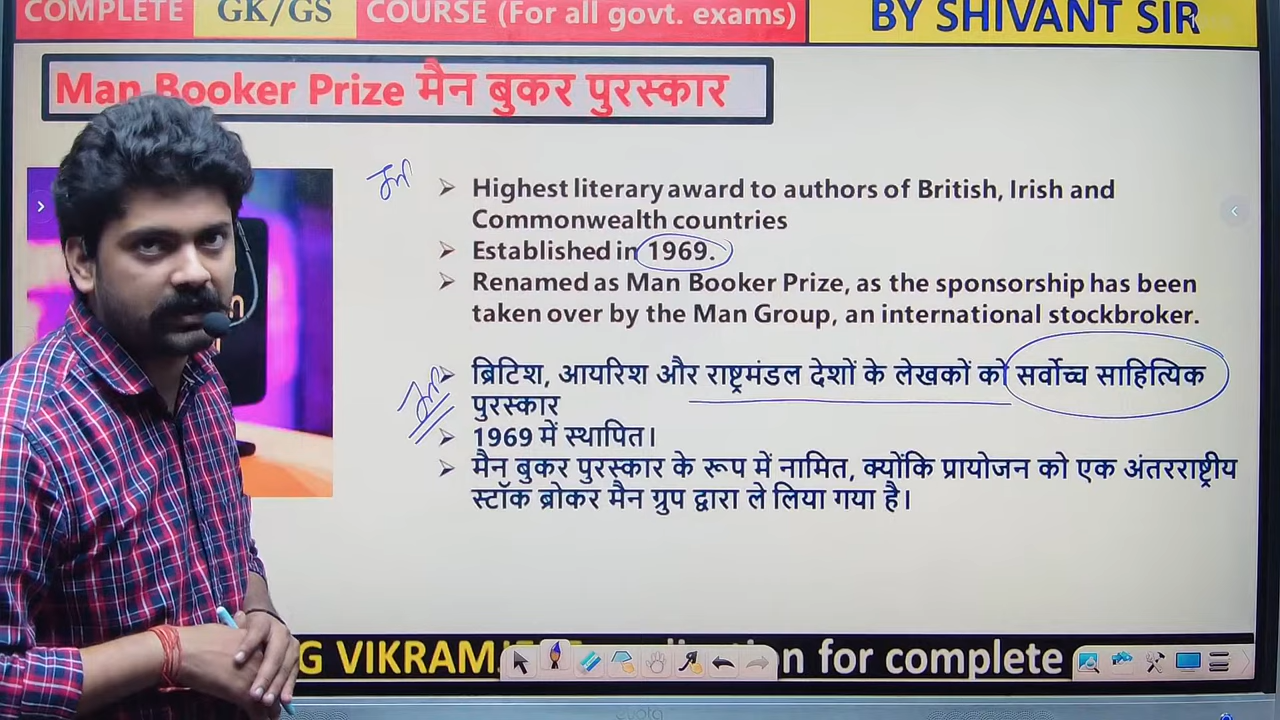 COMPLETE GK/GS COURSE (For all govt. exams) BY SHIVANT SIR
Man Booker Prize मैन बुकर पुरस्कार
Highest literary award to authors of British, Irish and
Commonwealth countries
Established in 1969.
Renamed as Man Booker Prize, as the sponsorship has been
taken over by the Man Group, an international stockbroker.
ब्रिटिश, आयरिश और राष्ट्रमंडल देशों के लेखकों को सर्वोच्च साहित्यिक
पुरस्कार
1969 में स्थापित।
मैन बुकर पुरस्कार के रूप में नामित, क्योंकि प्रायोजन को एक अंतरराष्ट्रीय
स्टॉक ब्रोकर मैन ग्रुप द्वारा ले लिया गया है।
G VIKRAMJEET for complete